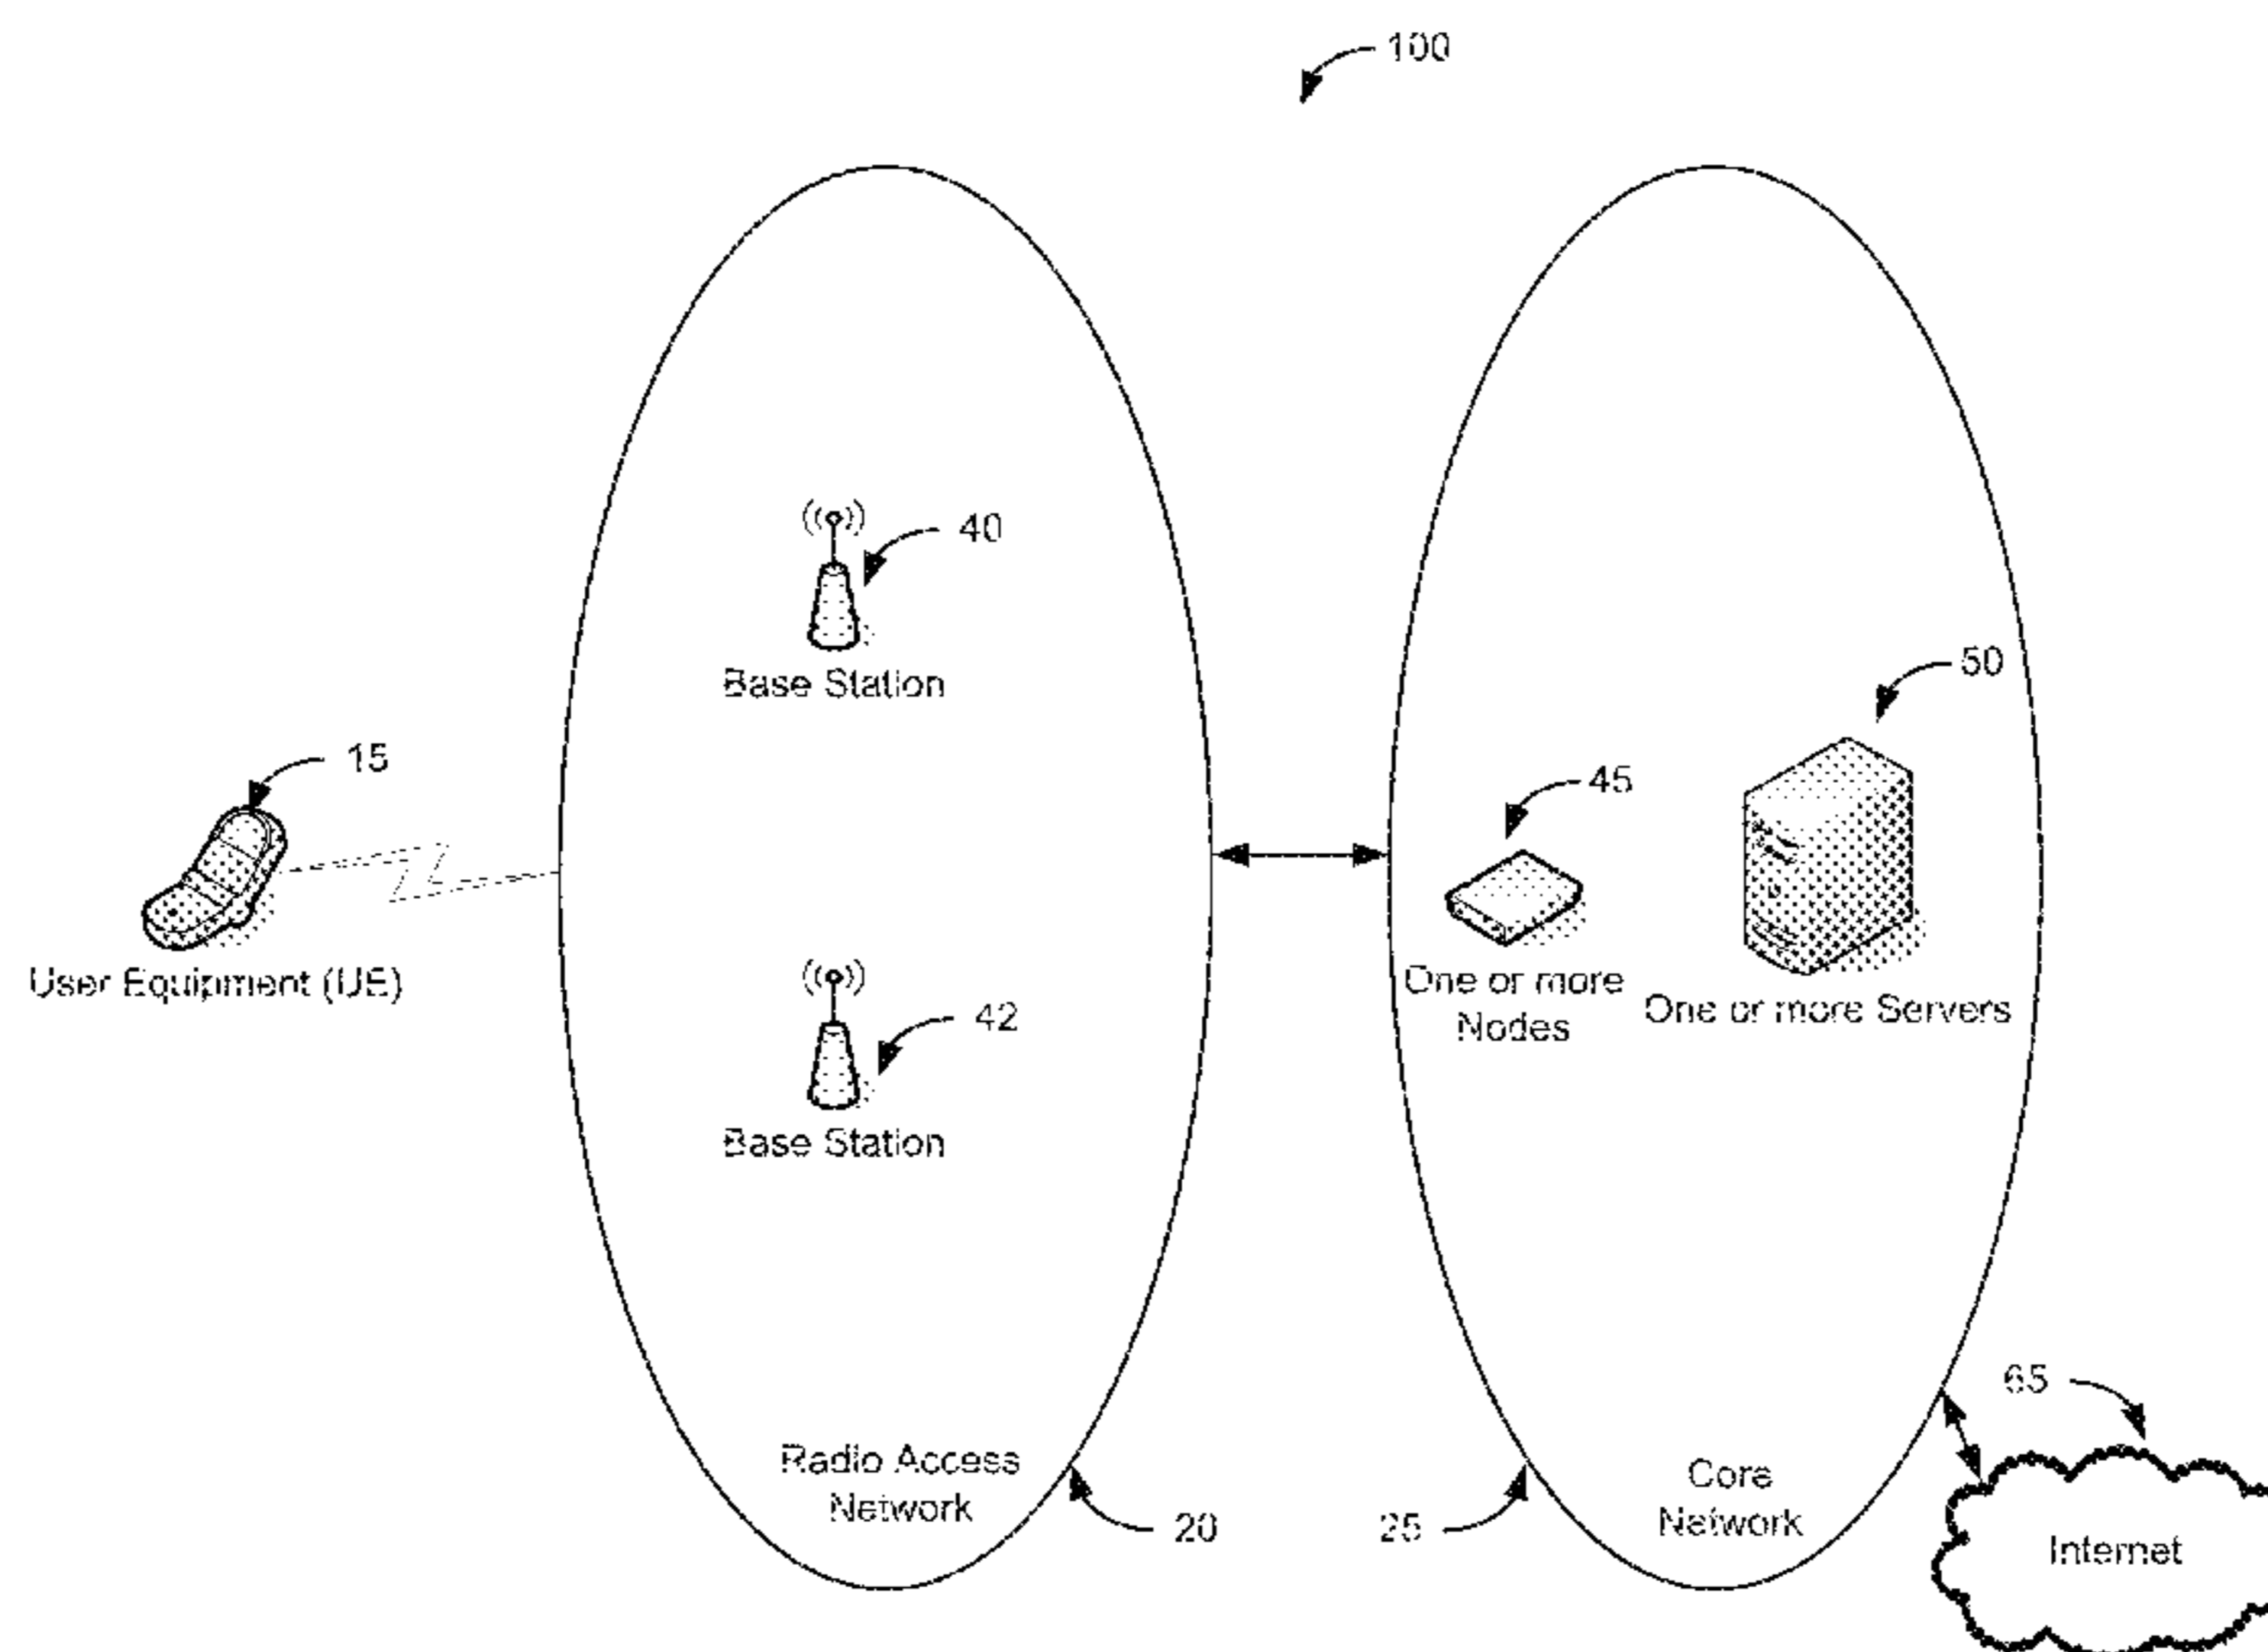 100
40
Base Station
50
15
45
User Equipment (UE)
One or more
Nodes
One or more Servers
42
Base Station
65
Radio Access
Network
20
25
Core
Network
Internet